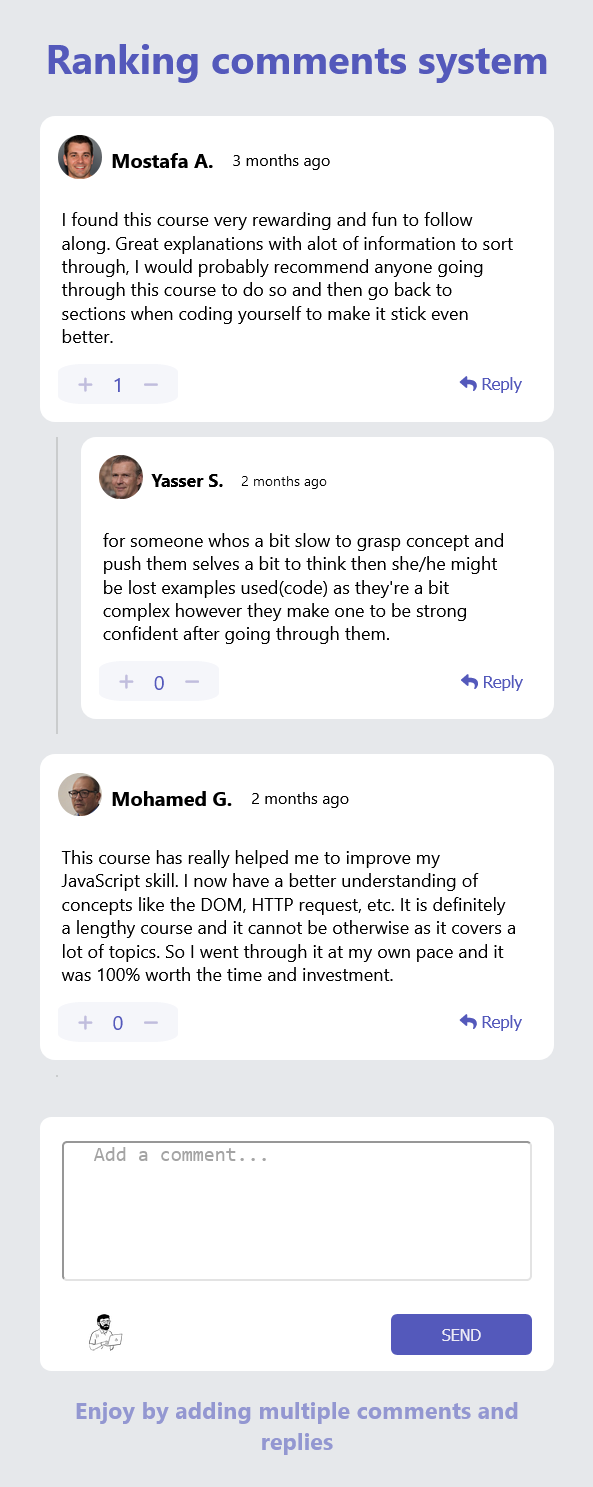 Ranking comments system
Mostafa A. 3 months ago
I found this course very rewarding and fun to follow
along. Great explanations with alot of information to sort
through, I would probably recommend anyone going
through this course to do so and then go back to
sections when coding yourself to make it stick even
better.
+ 1 − Reply
Yasser S. 2 months ago
for someone whos a bit slow to grasp concept and
push them selves a bit to think then she/he might
be lost examples used(code) as they're a bit
complex however they make one to be strong
confident after going through them.
+ 0 − Reply
Mohamed G. 2 months ago
This course has really helped me to improve my
JavaScript skill. I now have a better understanding of
concepts like the DOM, HTTP request, etc. It is definitely
a lengthy course and it cannot be otherwise as it covers a
lot of topics. So I went through it at my own pace and it
was 100% worth the time and investment.
+ 0 − Reply
Add a comment...
SEND
Enjoy by adding multiple comments and
replies